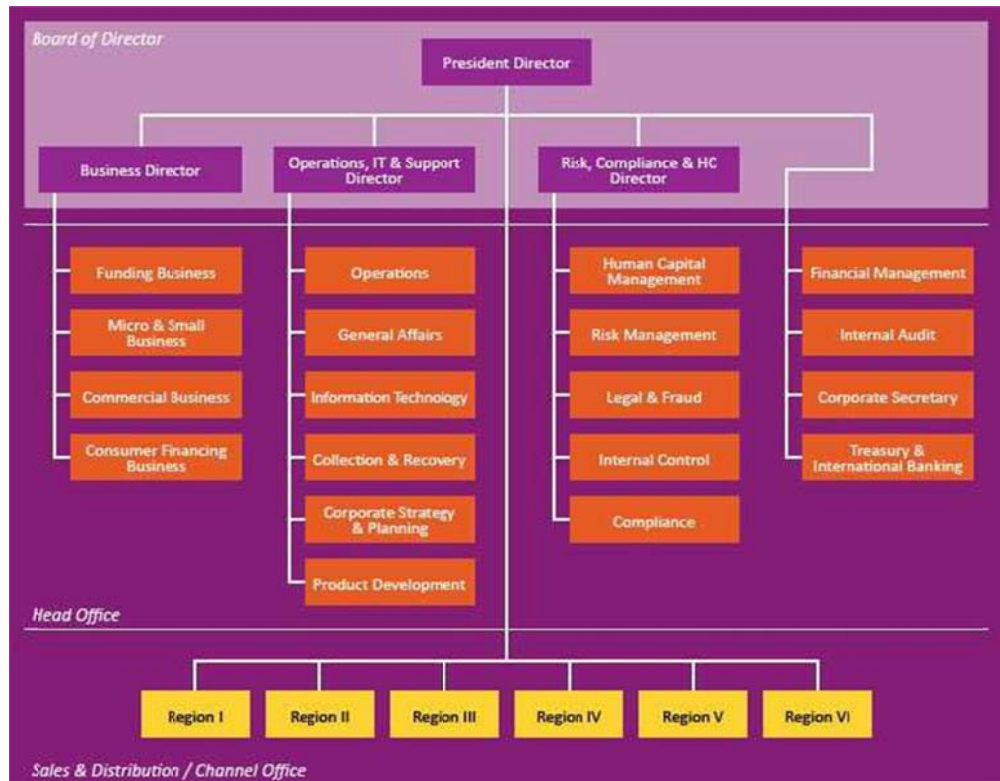 Board of Director
President Director
Business Director
Operations, IT & Support
Director
Risk, Compliance & HC
Director
Funding Business
Micro & Small
Business
Commercial Business
Consumer Financing
Business
Operations
General Affairs
Information Technology
Collection & Recovery
Corporate Strategy
& Planning
Product Development
Human Capital
Management
Risk Management
Legal & Fraud
Internal Control
Compliance
Financial Management
Internal Audit
Corporate Secretary
Treasury &
International Banking
Head Office
Region I
Region II
Region III
Region IV
Region V
Region VI
Sales & Distribution / Channel Office